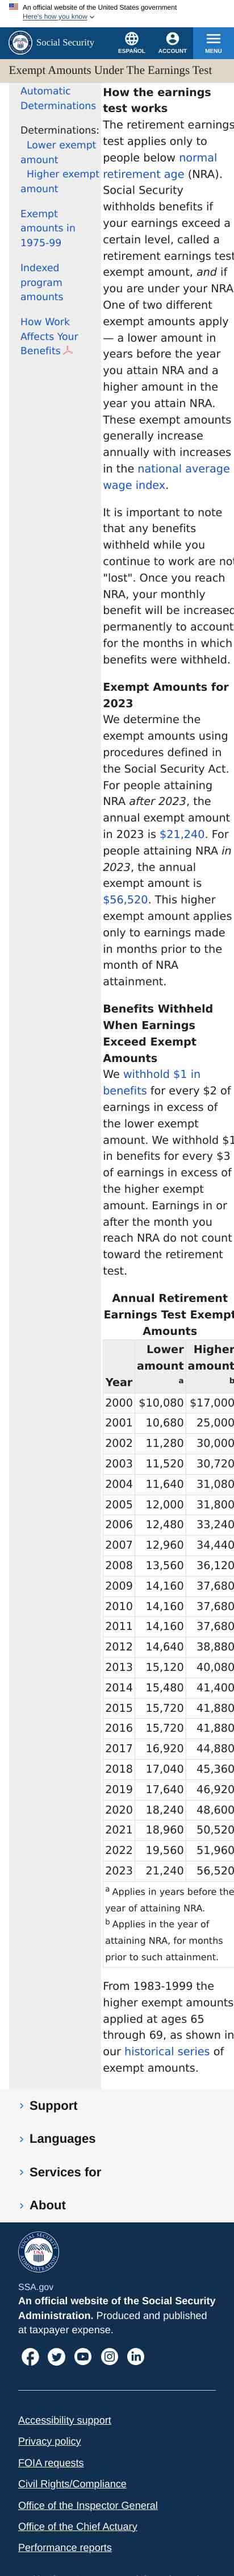 An official website of the United States government
Here's how you know
Social Security
ESPAÑOL
ACCOUNT
MENU
Exempt Amounts Under The Earnings Test
Automatic
Determinations
Determinations:
Lower exempt
amount
Higher exempt
amount
Exempt
amounts in
1975-99
Indexed
program
amounts
How Work
Affects Your
Benefits
How the earnings
test works
The retirement earnings
test applies only to
people below normal
retirement age (NRA).
Social Security
withholds benefits if
your earnings exceed a
certain level, called a
retirement earnings test
exempt amount, and if
you are under your NRA.
One of two different
exempt amounts apply
— a lower amount in
years before the year
you attain NRA and a
higher amount in the
year you attain NRA.
These exempt amounts
generally increase
annually with increases
in the national average
wage index.
It is important to note
that any benefits
withheld while you
continue to work are not
"lost". Once you reach
NRA, your monthly
benefit will be increased
permanently to account
for the months in which
benefits were withheld.
Exempt Amounts for
2023
We determine the
exempt amounts using
procedures defined in
the Social Security Act.
For people attaining
NRA after 2023, the
annual exempt amount
in 2023 is $21,240. For
people attaining NRA in
2023, the annual
exempt amount is
$56,520. This higher
exempt amount applies
only to earnings made
in months prior to the
month of NRA
attainment.
Benefits Withheld
When Earnings
Exceed Exempt
Amounts
We withhold $1 in
benefits for every $2 of
earnings in excess of
the lower exempt
amount. We withhold $1
in benefits for every $3
of earnings in excess of
the higher exempt
amount. Earnings in or
after the month you
reach NRA do not count
toward the retirement
test.
Annual Retirement
Earnings Test Exempt
Amounts
Year Lower amount a Higher amount b
2000 $10,080 $17,000
2001 10,680 25,000
2002 11,280 30,000
2003 11,520 30,720
2004 11,640 31,080
2005 12,000 31,800
2006 12,480 33,240
2007 12,960 34,440
2008 13,560 36,120
2009 14,160 37,680
2010 14,160 37,680
2011 14,160 37,680
2012 14,640 38,880
2013 15,120 40,080
2014 15,480 41,400
2015 15,720 41,880
2016 15,720 41,880
2017 16,920 44,880
2018 17,040 45,360
2019 17,640 46,920
2020 18,240 48,600
2021 18,960 50,520
2022 19,560 51,960
2023 21,240 56,520
a Applies in years before the
year of attaining NRA.
b Applies in the year of
attaining NRA, for months
prior to such attainment.
From 1983-1999 the
higher exempt amounts
applied at ages 65
through 69, as shown in
our historical series of
exempt amounts.
Support
Languages
Services for
About
SSA.gov
An official website of the Social Security
Administration. Produced and published
at taxpayer expense.
Accessibility support
Privacy policy
FOIA requests
Civil Rights/Compliance
Office of the Inspector General
Office of the Chief Actuary
Performance reports